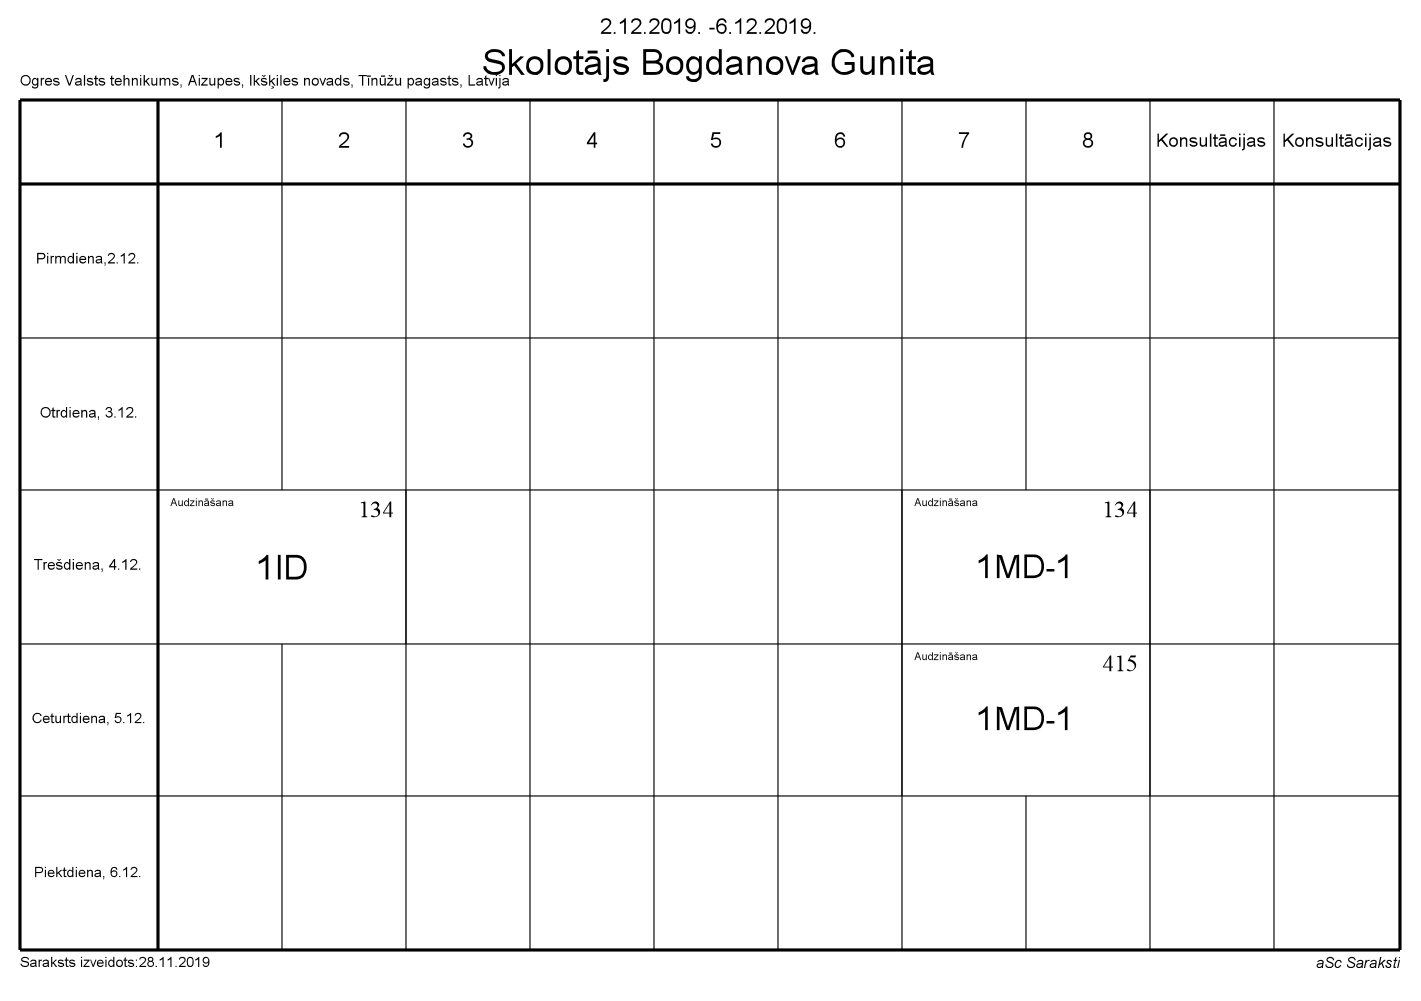 2.12.2019. -6.12.2019.
Skolotājs Bogdanova Gunita
Ogres Valsts tehnikums, Aizupes, Ikšķiles novads, Tīnūžu pagasts, Latvija
1 2 3 4 5 6 7 8 Konsultācijas Konsultācijas
Pirmdiena,2.12.
Otrdiena, 3.12.
Audzināšana 134 Audzināšana 134
Trešdiena, 4.12. 1ID 1MD-1
Audzināšana 415
Ceturtdiena, 5.12. 1MD-1
Piektdiena, 6.12.
Saraksts izveidots:28.11.2019 aSc Saraksti